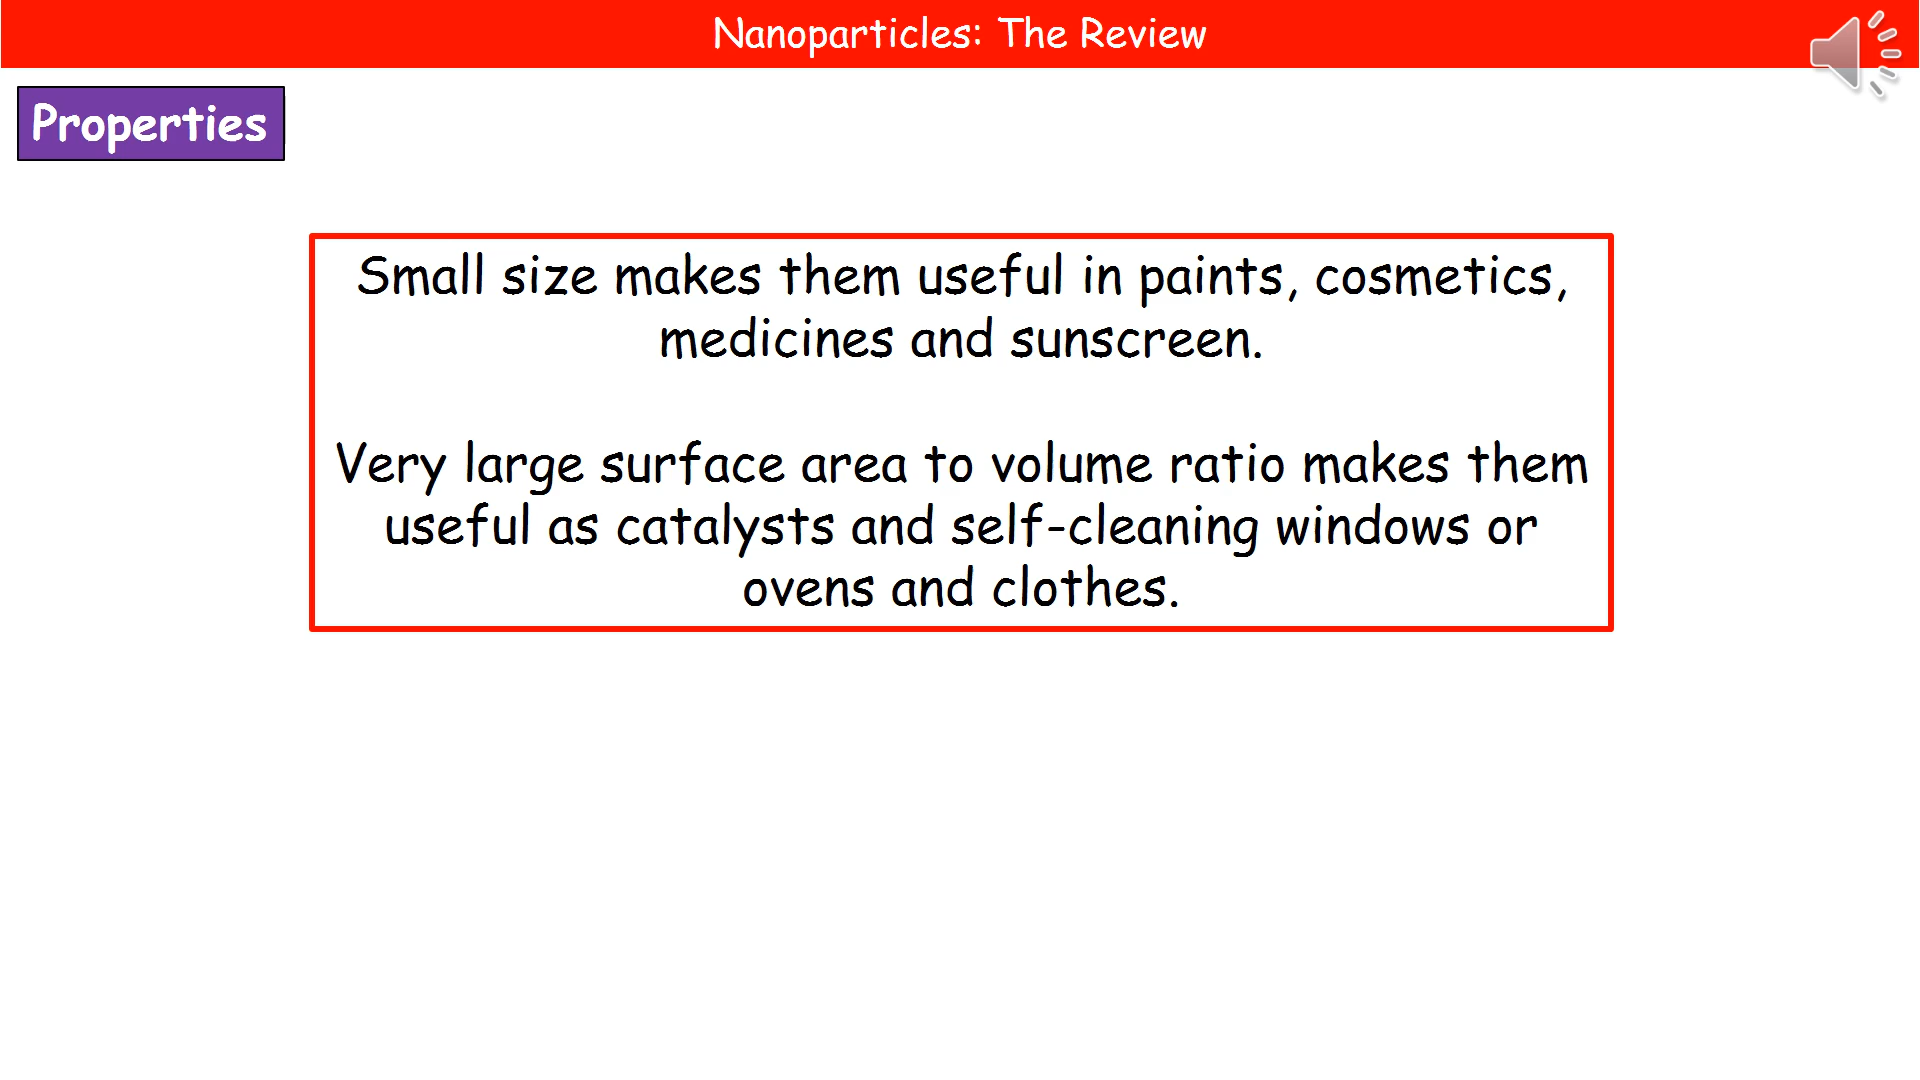 Nanoparticles: The Review
Properties
Small size makes them useful in paints, cosmetics,
medicines and sunscreen.
Very large surface area to volume ratio makes them
useful as catalysts and self-cleaning windows or
ovens and clothes.